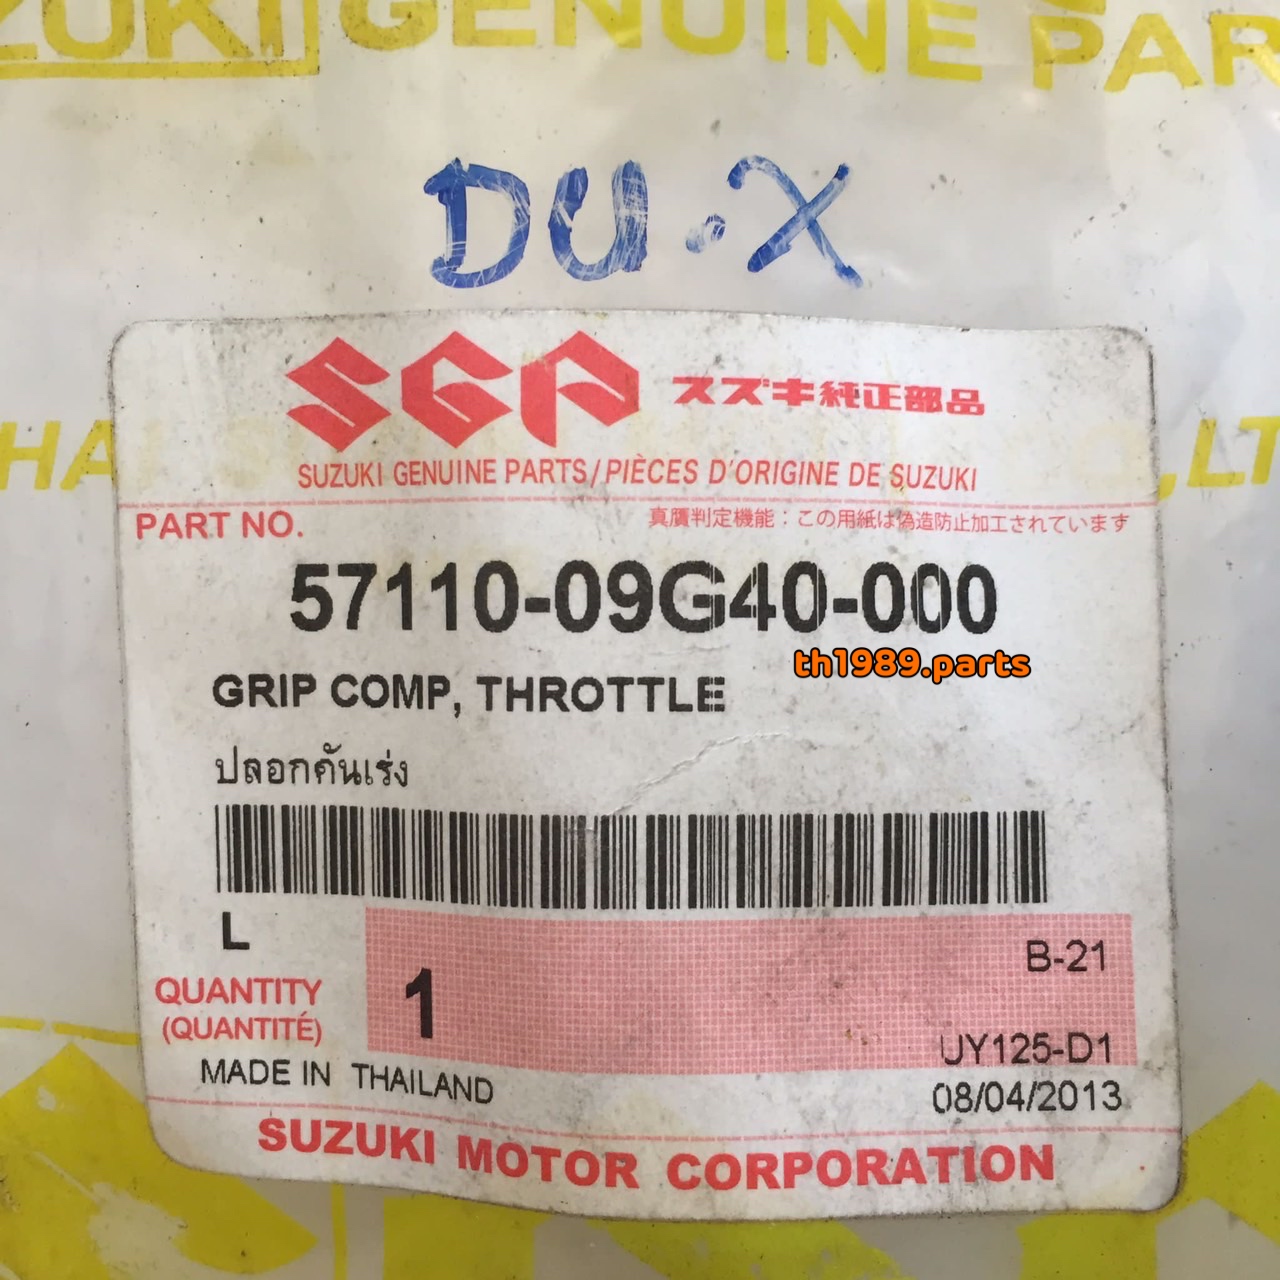 ZUKI GENUINE PAR
DU.X
SGP スズキ純正部品
SUZUKI GENUINE PARTS/PIÈCES D'ORIGINE DE SUZUKI
PART NO. 真贋判定機能：この用紙は偽造防止加工されています
57110-09G40-000
th1989.parts
GRIP COMP, THROTTLE
ปลอกคันเร่ง
L
B-21
QUANTITY 1
(QUANTITÉ)
UY125-D1
MADE IN THAILAND 08/04/2013
SUZUKI MOTOR CORPORATION